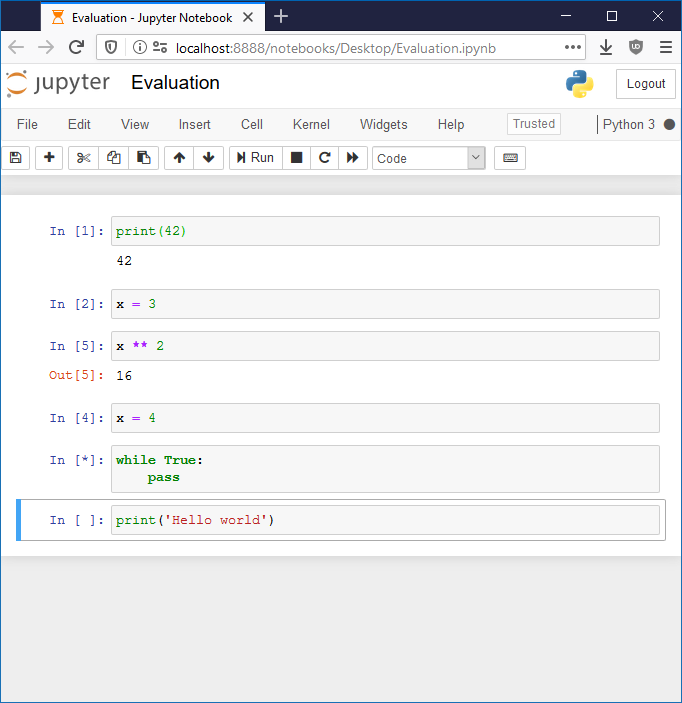 Evaluation - Jupyter Notebook
localhost:8888/notebooks/Desktop/Evaluation.ipynb
jupyter Evaluation Logout
File Edit View Insert Cell Kernel Widgets Help Trusted Python 3
Run Code
In [1]: print(42)
42
In [2]: x = 3
In [5]: x ** 2
Out[5]: 16
In [4]: x = 4
In [*]: while True:
pass
In [ ]: print('Hello world')